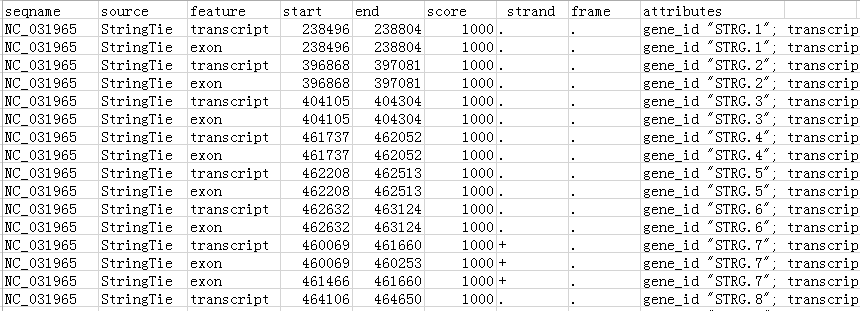 seqname source feature start end score strand frame attributes
NC_031965 StringTie transcript 238496 238804 1000 . . gene_id "STRG.1"; transcrip
NC_031965 StringTie exon 238496 238804 1000 . . gene_id "STRG.1"; transcrip
NC_031965 StringTie transcript 396868 397081 1000 . . gene_id "STRG.2"; transcrip
NC_031965 StringTie exon 396868 397081 1000 . . gene_id "STRG.2"; transcrip
NC_031965 StringTie transcript 404105 404304 1000 . . gene_id "STRG.3"; transcrip
NC_031965 StringTie exon 404105 404304 1000 . . gene_id "STRG.3"; transcrip
NC_031965 StringTie transcript 461737 462052 1000 . . gene_id "STRG.4"; transcrip
NC_031965 StringTie exon 461737 462052 1000 . . gene_id "STRG.4"; transcrip
NC_031965 StringTie transcript 462208 462513 1000 . . gene_id "STRG.5"; transcrip
NC_031965 StringTie exon 462208 462513 1000 . . gene_id "STRG.5"; transcrip
NC_031965 StringTie transcript 462632 463124 1000 . . gene_id "STRG.6"; transcrip
NC_031965 StringTie exon 462632 463124 1000 . . gene_id "STRG.6"; transcrip
NC_031965 StringTie transcript 460069 461660 1000 + . gene_id "STRG.7"; transcrip
NC_031965 StringTie exon 460069 460253 1000 + . gene_id "STRG.7"; transcrip
NC_031965 StringTie exon 461466 461660 1000 + . gene_id "STRG.7"; transcrip
NC_031965 StringTie transcript 464106 464650 1000 . . gene_id "STRG.8"; transcrip